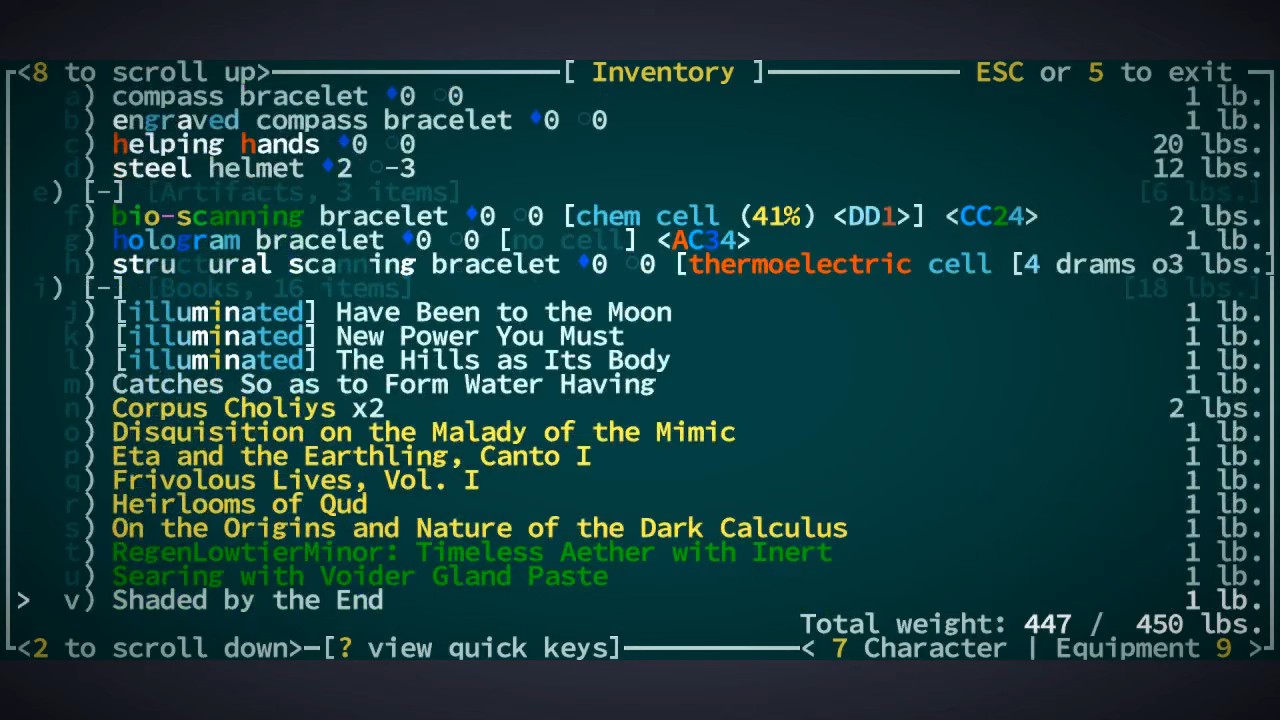 <8 to scroll up> [ Inventory ] ESC or 5 to exit
a) compass bracelet ♦0 ○0 1 lb.
b) engraved compass bracelet ♦0 ○0 1 lb.
c) helping hands ♦0 ○0 20 lbs.
d) steel helmet ♦2 ○-3 12 lbs.
e) [-] [Artifacts, 3 items] [6 lbs.]
f) bio-scanning bracelet ♦0 ○0 [chem cell (41%) <DD1>] <CC24> 2 lbs.
g) hologram bracelet ♦0 ○0 [no cell] <AC34> 1 lb.
h) structural scanning bracelet ♦0 ○0 [thermoelectric cell [4 drams o3 lbs.]
i) [-] [Books, 16 items] [18 lbs.]
j) [illuminated] Have Been to the Moon 1 lb.
k) [illuminated] New Power You Must 1 lb.
l) [illuminated] The Hills as Its Body 1 lb.
m) Catches So as to Form Water Having 1 lb.
n) Corpus Choliys x2 2 lbs.
o) Disquisition on the Malady of the Mimic 1 lb.
p) Eta and the Earthling, Canto I 1 lb.
q) Frivolous Lives, Vol. I 1 lb.
r) Heirlooms of Qud 1 lb.
s) On the Origins and Nature of the Dark Calculus 1 lb.
t) RegenLowtierMinor: Timeless Aether with Inert 1 lb.
u) Searing with Voider Gland Paste 1 lb.
> v) Shaded by the End 1 lb.
Total weight: 447 / 450 lbs.
<2 to scroll down> [? view quick keys] < 7 Character | Equipment 9 >